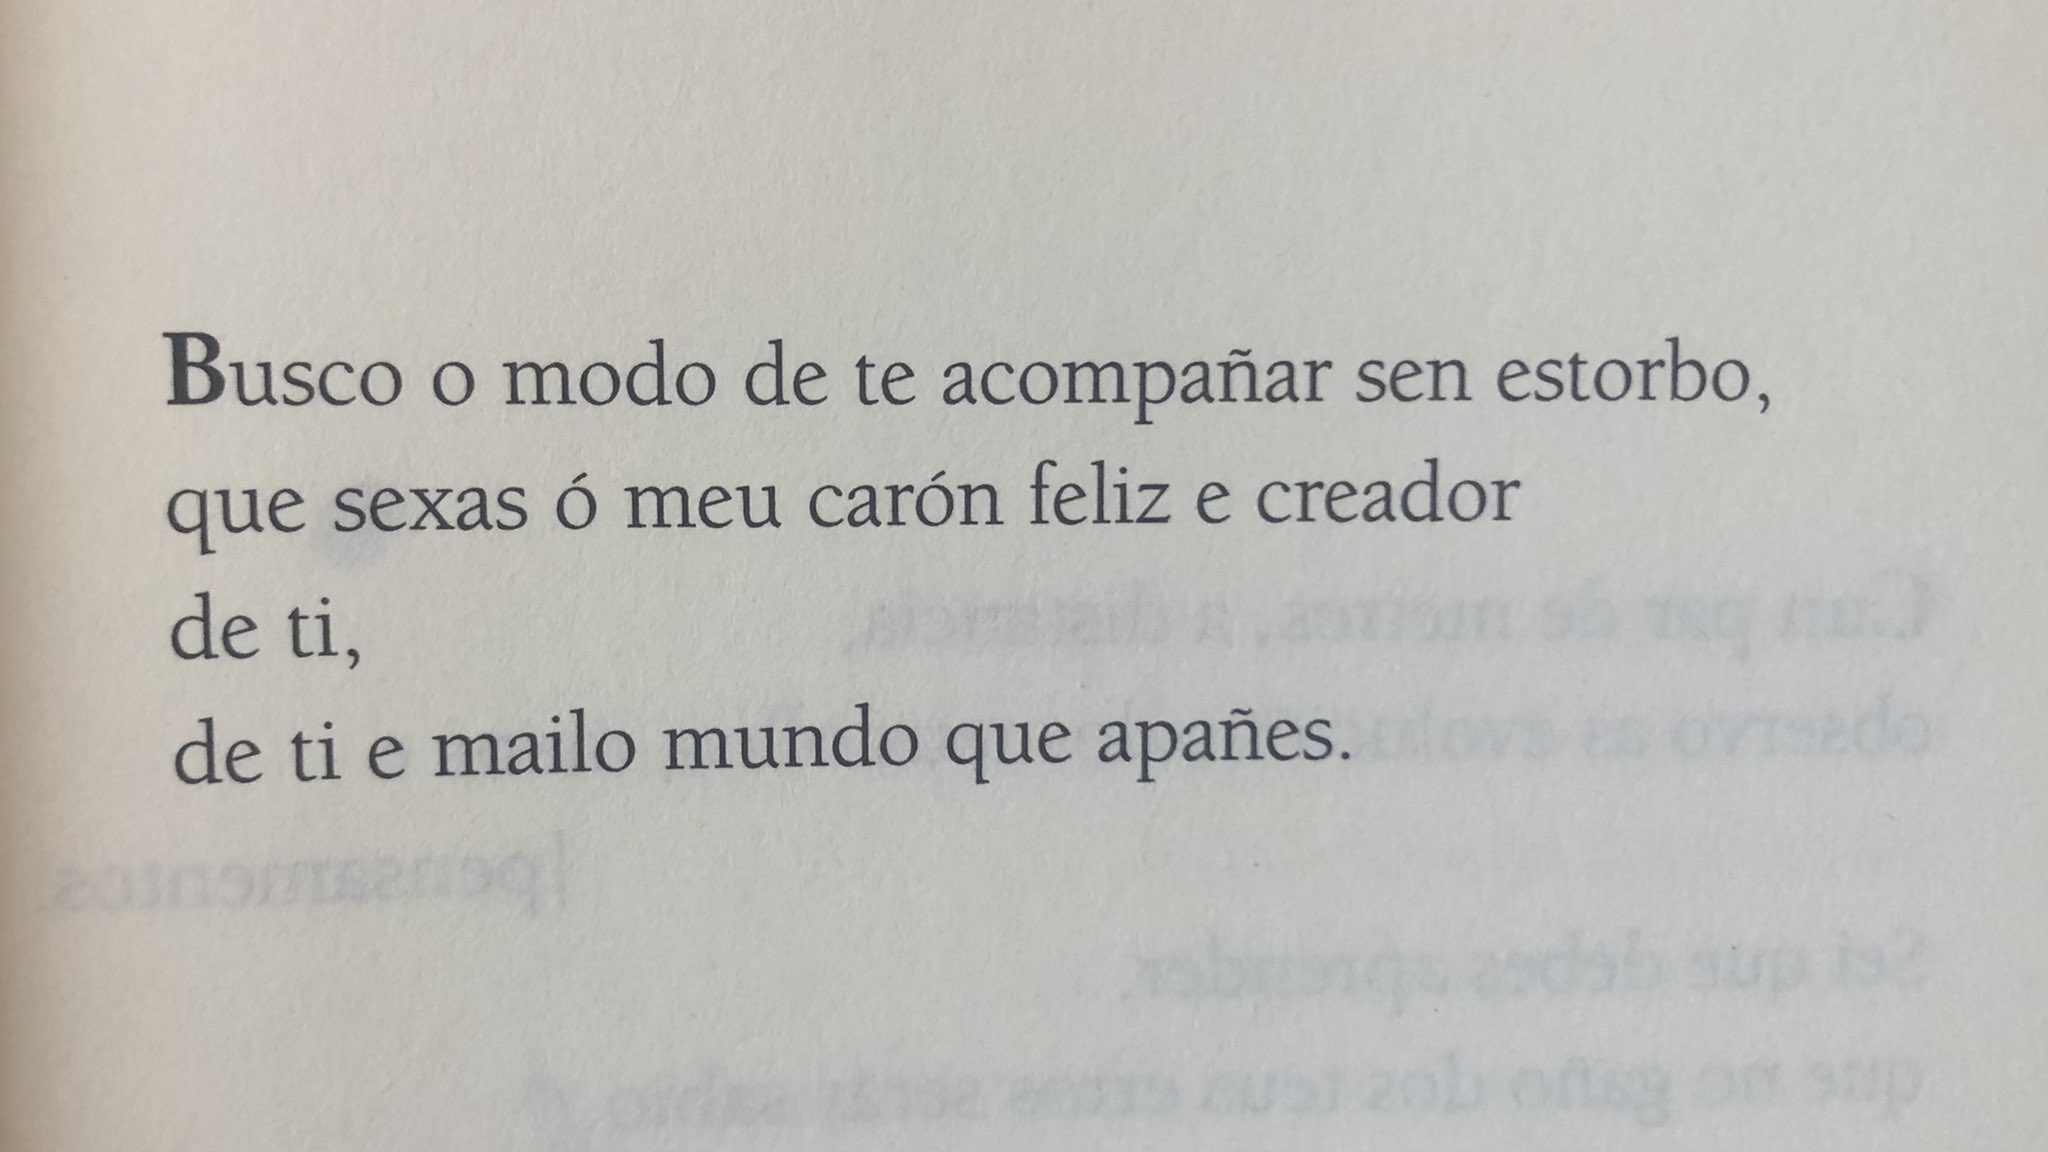 Busco o modo de te acompañar sen estorbo,
que sexas ó meu carón feliz e creador
de ti,
de ti e mailo mundo que apañes.